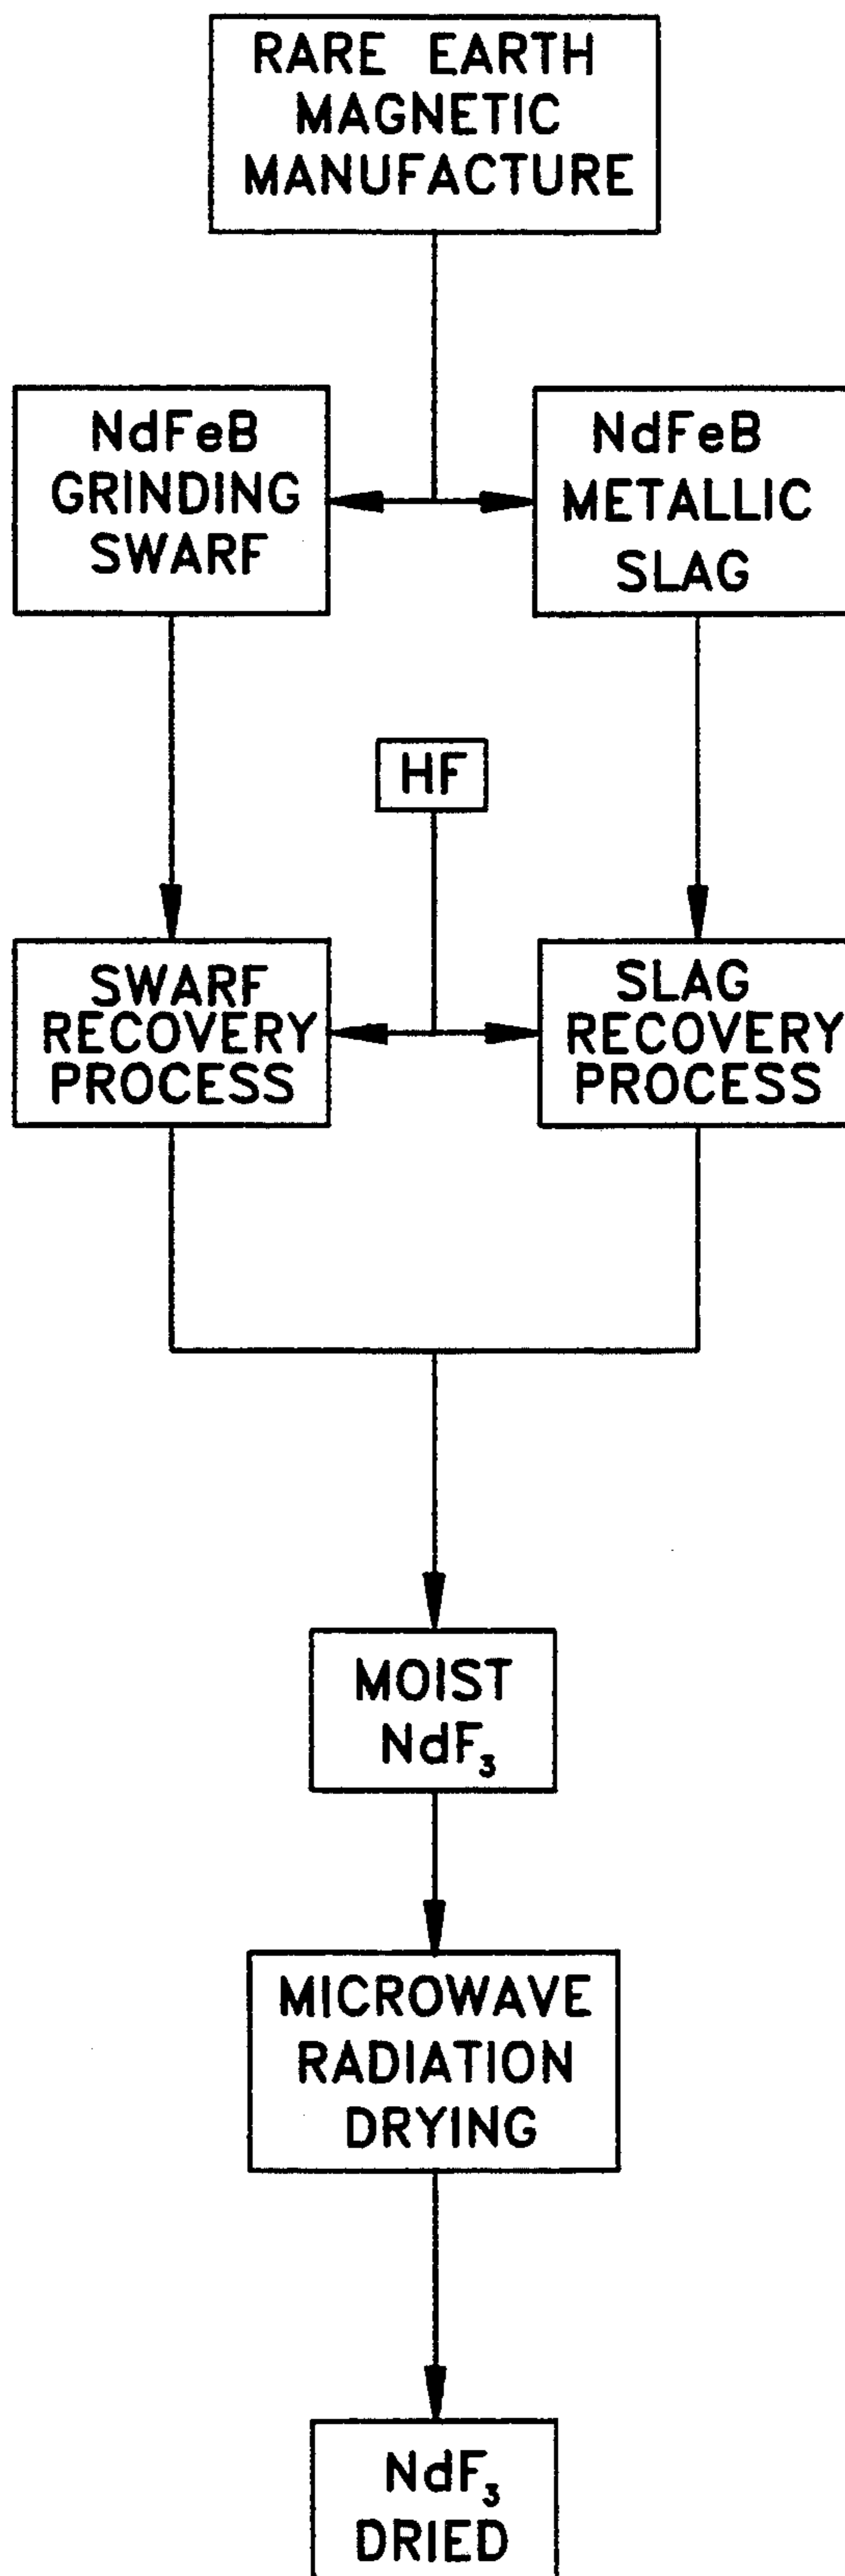 RARE EARTH
MAGNETIC
MANUFACTURE
NdFeB
GRINDING
SWARF
NdFeB
METALLIC
SLAG
HF
SWARF
RECOVERY
PROCESS
SLAG
RECOVERY
PROCESS
MOIST
NdF₃
MICROWAVE
RADIATION
DRYING
NdF₃
DRIED